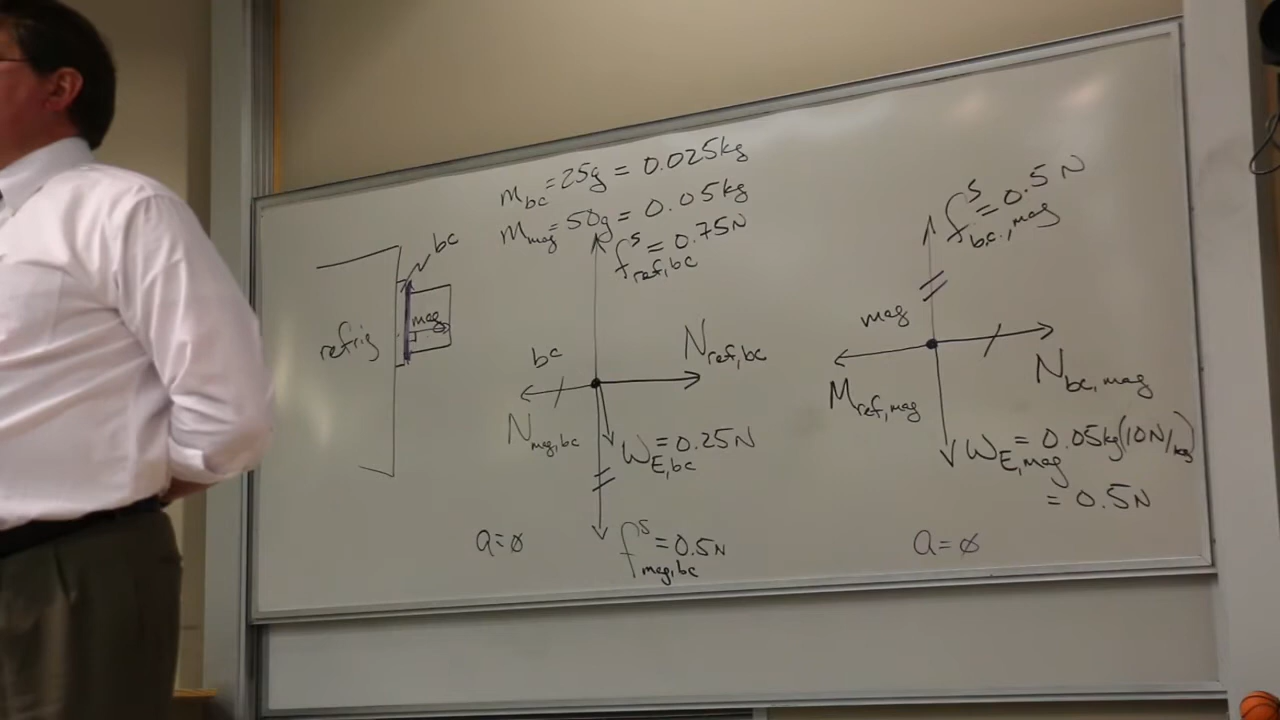 m_bc = 25g = 0.025kg
m_mag = 50g = 0.05kg
bc
mag
refrig
f^s_ref,bc = 0.75N
bc
N_ref,bc
N_mag,bc
W_E,bc = 0.25N
f^s_mag,bc = 0.5N
a=∅
f^s_bc,mag = 0.5N
mag
M_ref,mag
N_bc,mag
W_E,mag = 0.05kg(10N/kg)
= 0.5N
a=∅